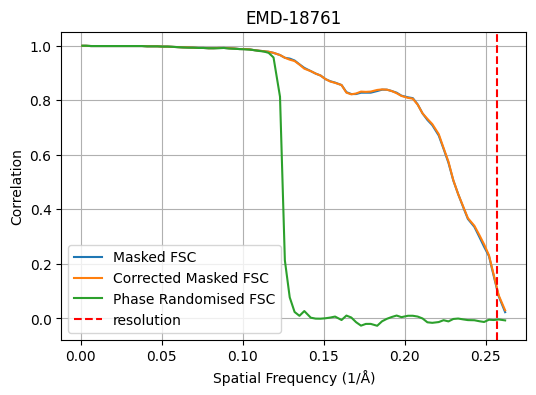 EMD-18761
1.0
0.8
0.6
0.4
0.2
0.0
Correlation
Masked FSC
Corrected Masked FSC
Phase Randomised FSC
resolution
0.00 0.05 0.10 0.15 0.20 0.25
Spatial Frequency (1/Å)